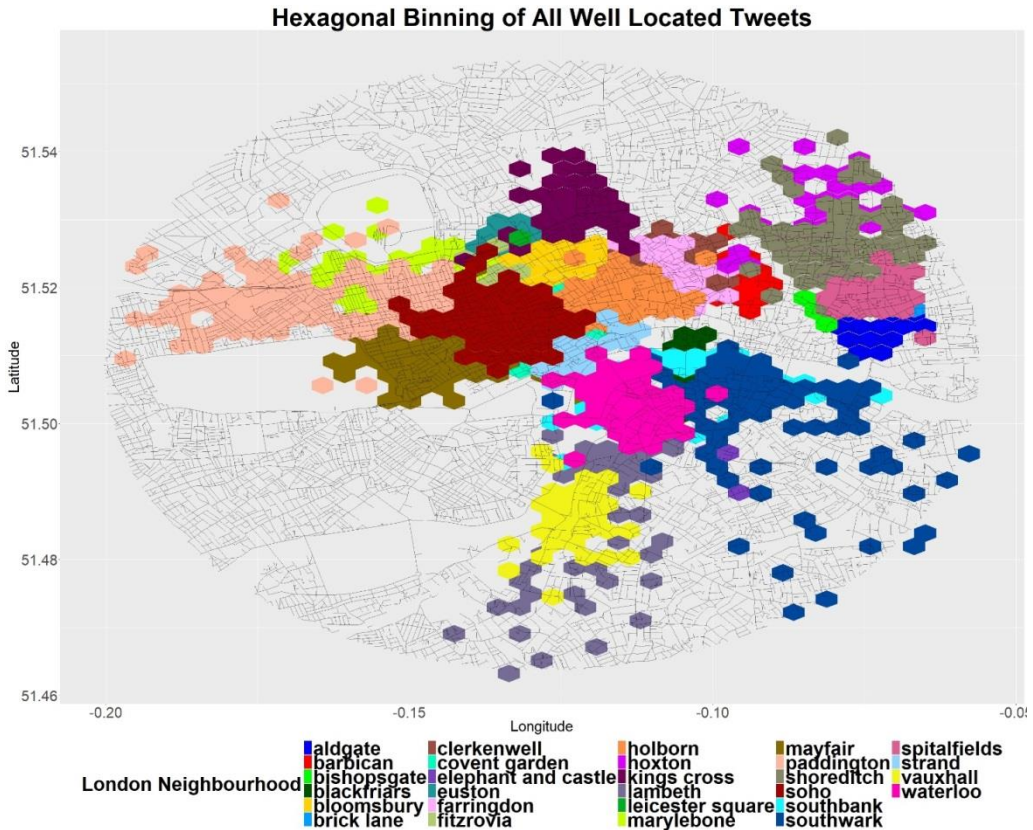 Hexagonal Binning of All Well Located Tweets
Latitude
51.54
51.52
51.50
51.48
51.46
-0.20 -0.15 -0.10 -0.05
Longitude
London Neighbourhood
aldgate clerkenwell holborn mayfair spitalfields
barbican covent garden hoxton paddington strand
bishopsgate elephant and castle kings cross shoreditch vauxhall
blackfriars euston lambeth soho waterloo
bloomsbury farringdon leicester square southbank
brick lane fitzrovia marylebone southwark